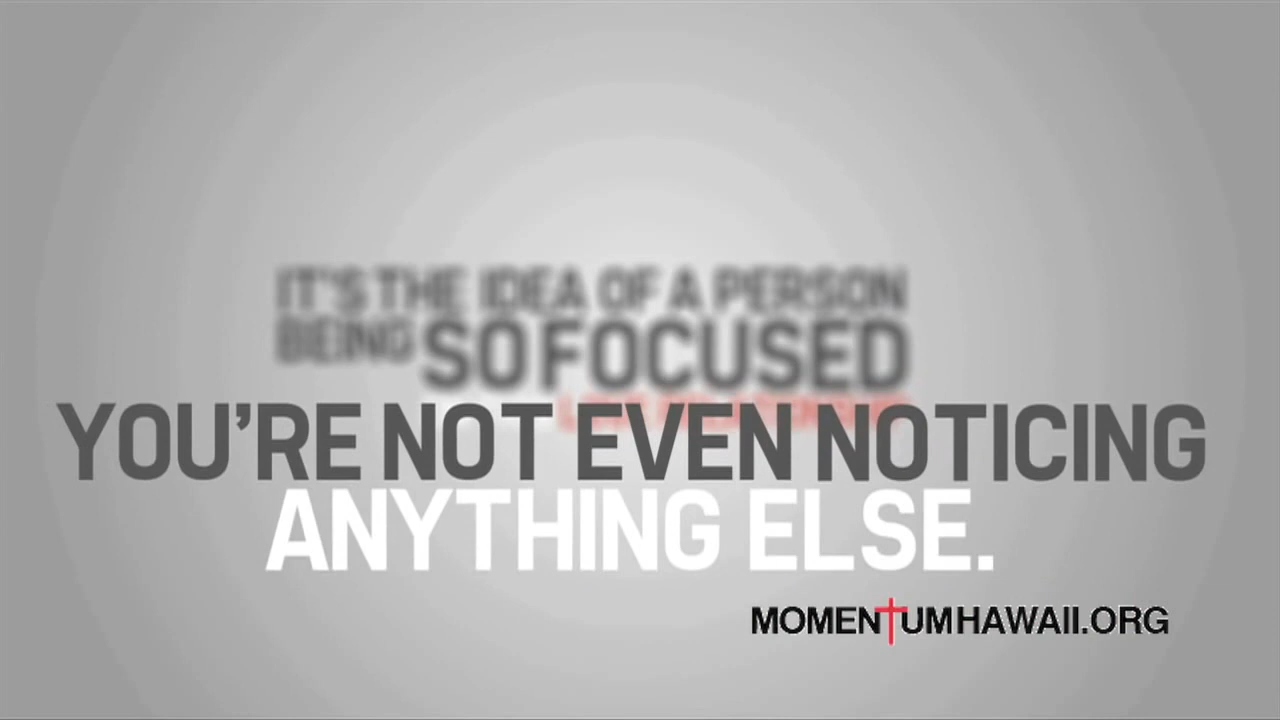 IT'S THE IDEA OF A PERSON
BEING SO FOCUSED
YOU'RE NOT EVEN NOTICING
ANYTHING ELSE.
MOMENTUMHAWAII.ORG